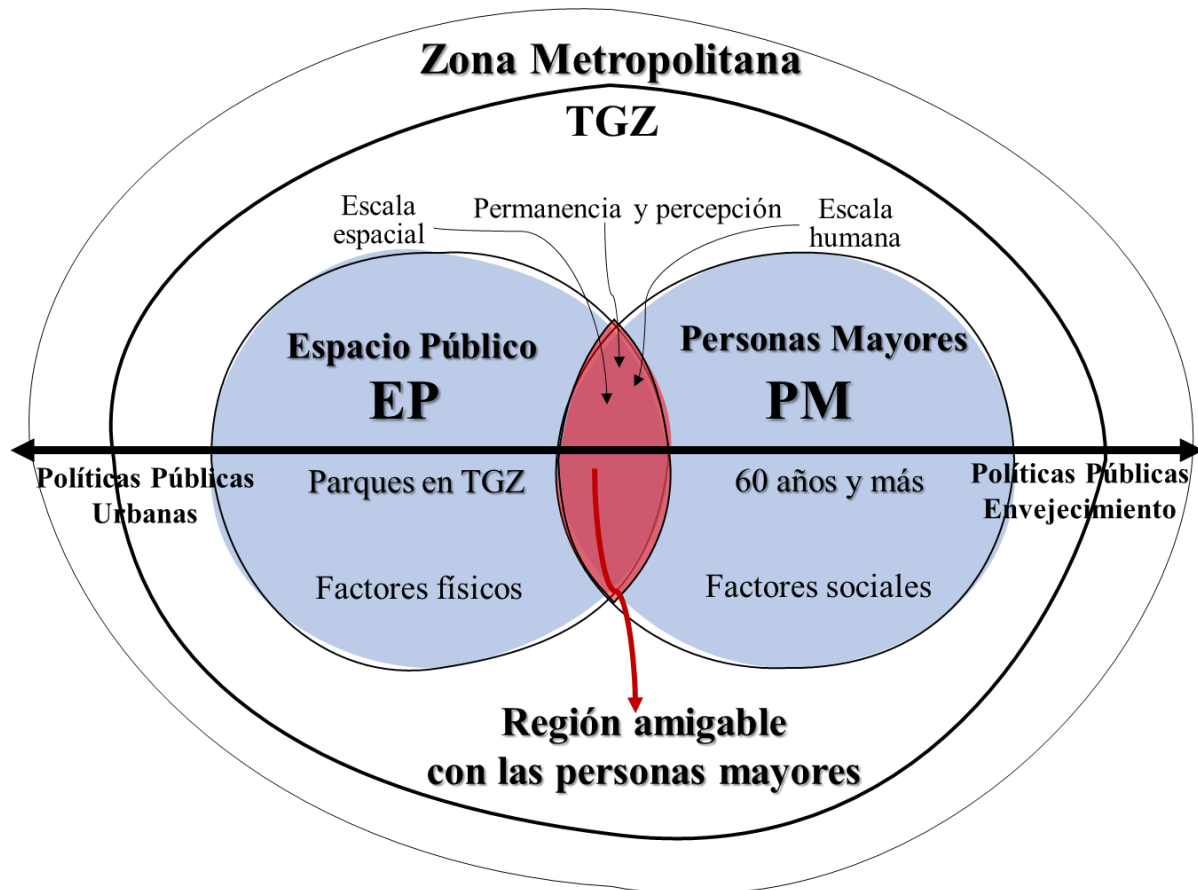 Zona Metropolitana
TGZ
Escala
espacial
Permanencia y percepción
Escala
humana
Espacio Público
EP
Personas Mayores
PM
Políticas Públicas
Urbanas
Parques en TGZ
60 años y más
Políticas Públicas
Envejecimiento
Factores físicos
Factores sociales
Región amigable
con las personas mayores